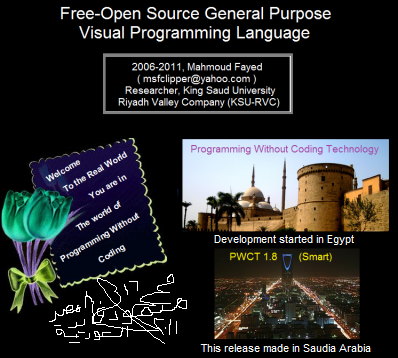 Free-Open Source General Purpose
Visual Programming Language
2006-2011, Mahmoud Fayed
( msfclipper@yahoo.com )
Researcher, King Saud University
Riyadh Valley Company (KSU-RVC)
Welcome
To the Real World
You are in
The world of
Programming Without
Coding
Programming Without Coding Technology
Development started in Egypt
PWCT 1.8 (Smart)
This release made in Saudia Arabia